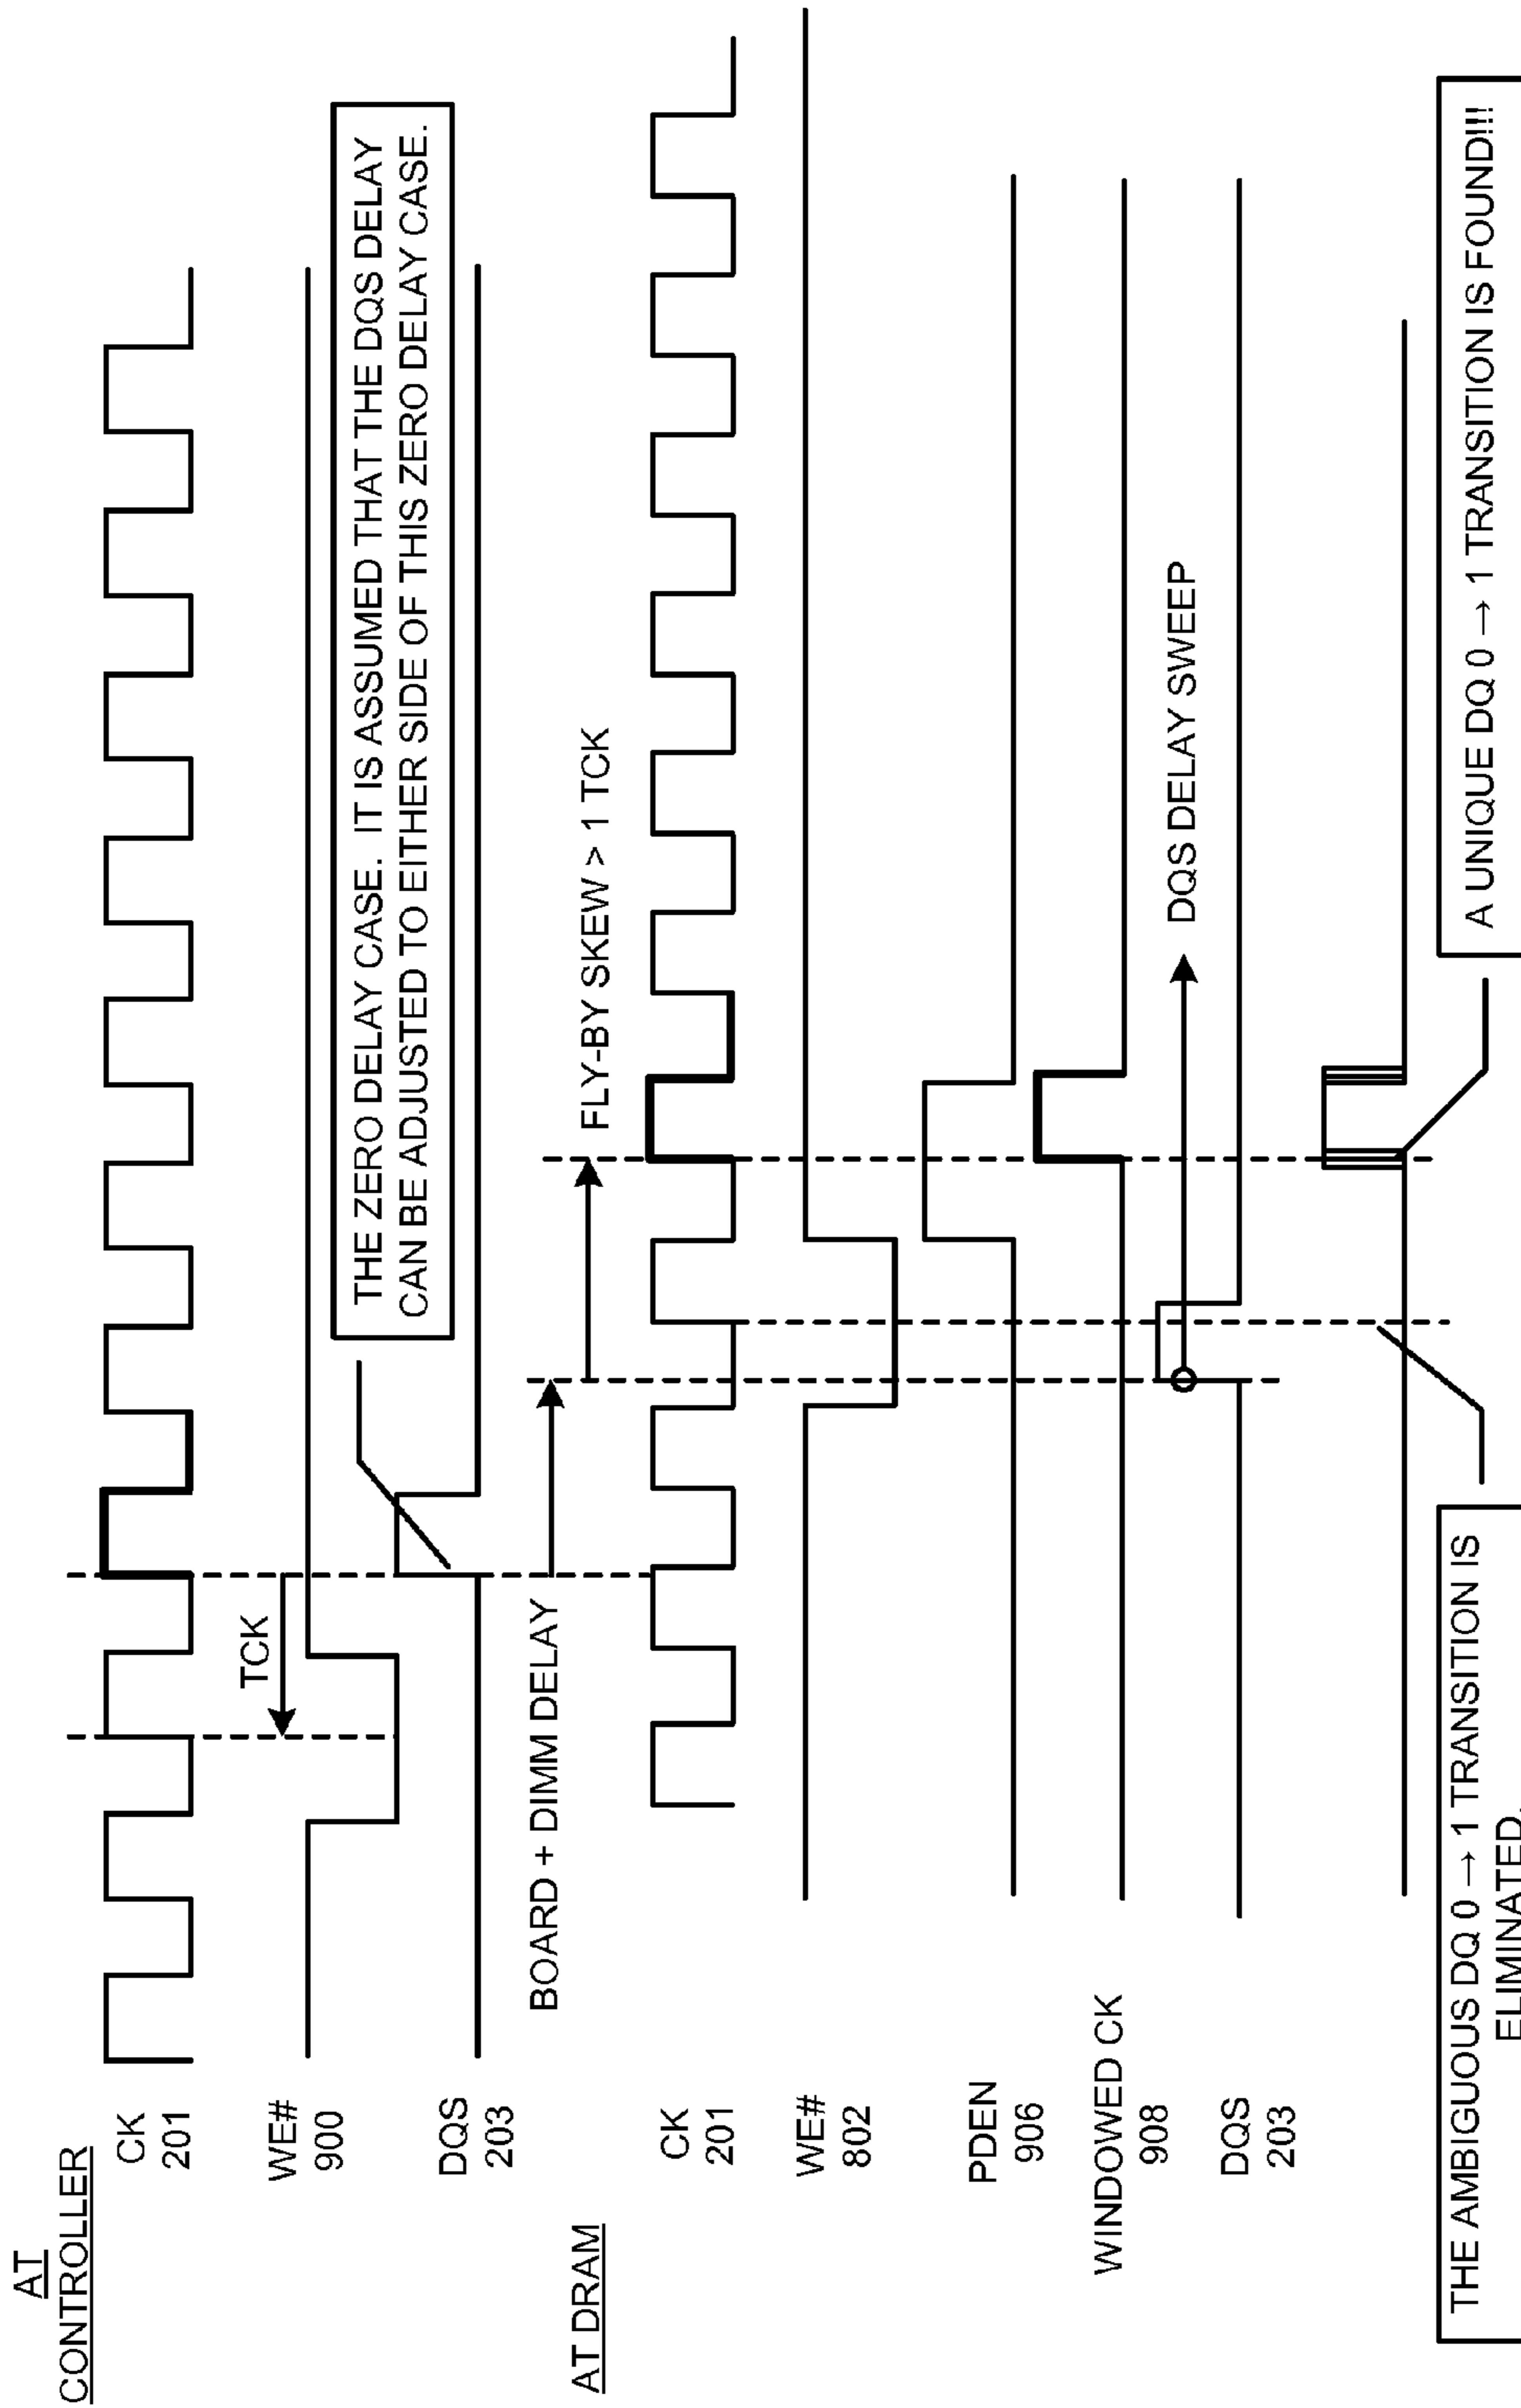 AT
CONTROLLER
CK
201
TCK
WE#
900
THE ZERO DELAY CASE. IT IS ASSUMED THAT THE DQS DELAY
CAN BE ADJUSTED TO EITHER SIDE OF THIS ZERO DELAY CASE.
DQS
203
BOARD + DIMM DELAY
FLY-BY SKEW > 1 TCK
AT DRAM
CK
201
WE#
802
PDEN
906
WINDOWED CK
908
DQS DELAY SWEEP
DQS
203
THE AMBIGUOUS DQ 0 → 1 TRANSITION IS
ELIMINATED.
A UNIQUE DQ 0 → 1 TRANSITION IS FOUND!!!